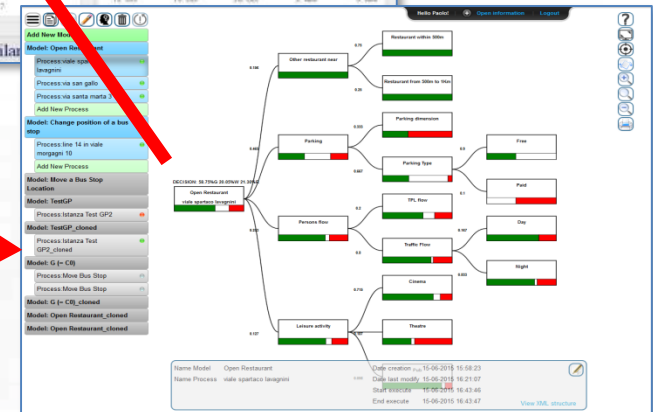 Hello Paolo!
Open Information
Logout
Add New Model
Model: Open Restaurant
Process:viale
lavagnini
Process:via san gallo
Process:via santa marta 3
Add New Process
Model: Change position of a bus
stop
Process:line 14 in viale
morgagni 10
Add New Process
Model: Move a Bus Stop
Location
Model: TestGP
Process:Istanza Test GP2
Model: TestGP_cloned
Process:Istanza Test
GP2_cloned
Model: G (= C0)
Process:Move Bus Stop
Process:Move Bus Stop
Model: G (= C0)_cloned
Model: Open Restaurant_cloned
Model: Open Restaurant_cloned
Open Restaurant
viale spartaco lavagnini
Other restaurant near
Restaurant within 500m
Restaurant from 500m to 1Km
Parking
Parking dimension
Parking Type
Free
Paid
Persons flow
TPL flow
Traffic Flow
Day
Night
Leisure activity
Cinema
Theatre
Name Model Open Restaurant
Name Process viale spartaco lavagnini
Date creation 15-06-2015 15:58:23
Date last modify 15-06-2015 16:21:07
Start execute 15-06-2015 16:43:46
End execute 15-06-2015 16:43:47
View XML structure